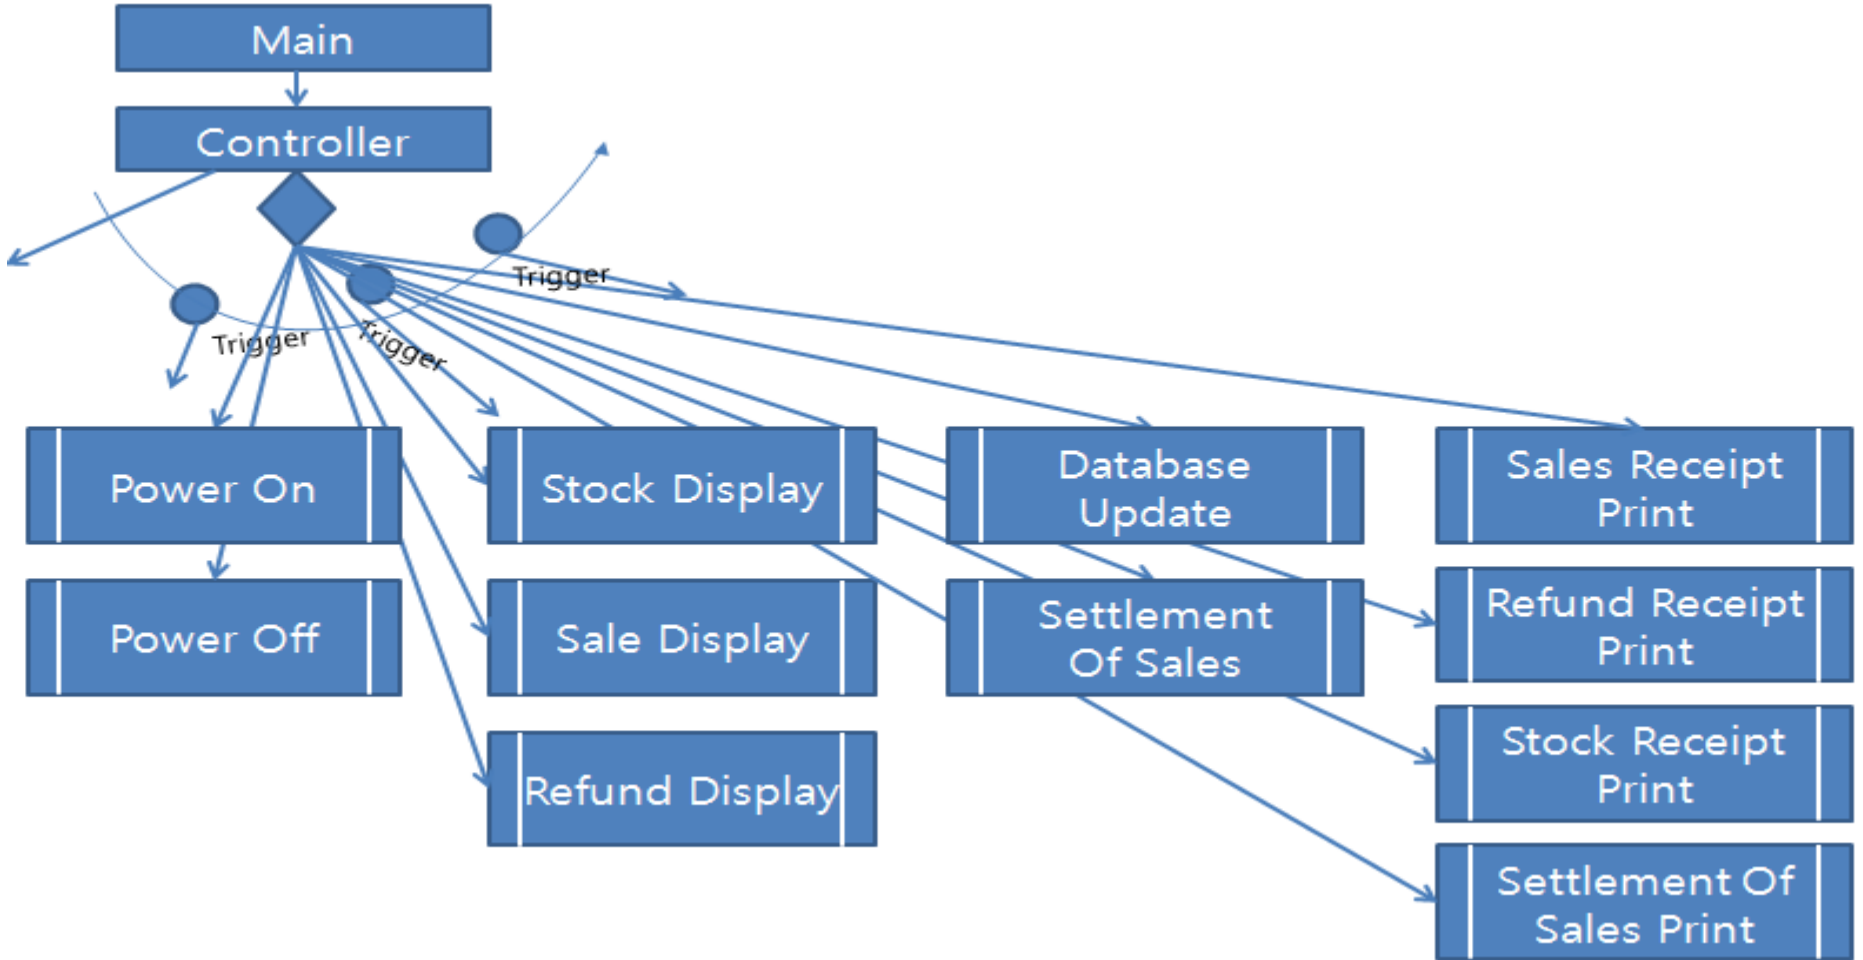 Main
Controller
Trigger
Trigger
Trigger
Power On
Stock Display
Database
Update
Sales Receipt
Print
Power Off
Sale Display
Settlement
Of Sales
Refund Receipt
Print
Refund Display
Stock Receipt
Print
Settlement Of
Sales Print